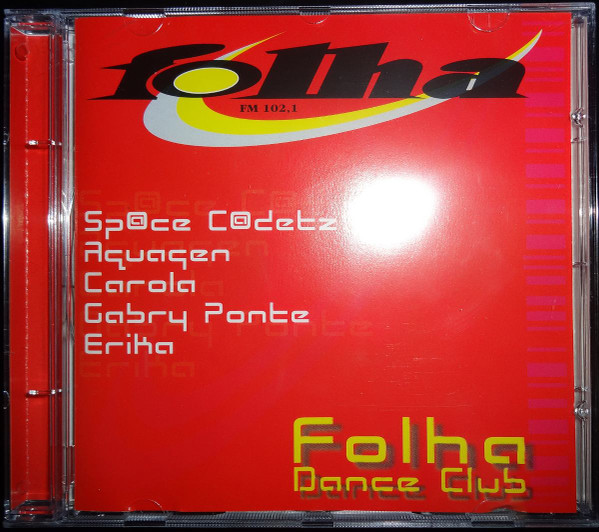 folha
FM 102,1
Sp@ce C@detz
Aquagen
Carola
Gabry Ponte
Erika
Folha
Dance Club